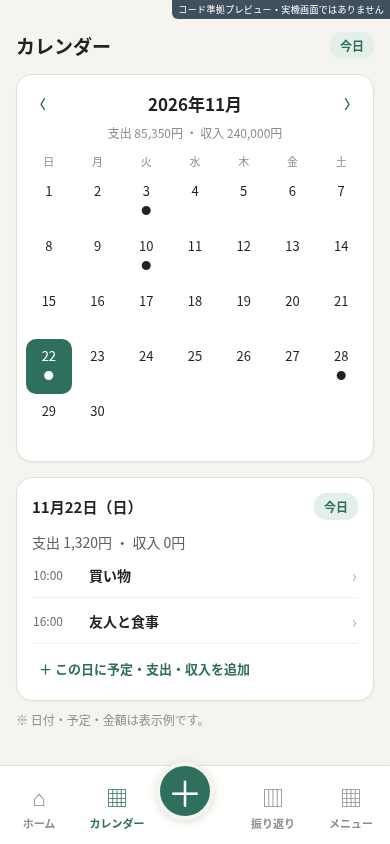 コード準拠プレビュー・実機画面ではありません
カレンダー 今日
‹ 2026年11月 ›
支出 85,350円 ・ 収入 240,000円
日 月 火 水 木 金 土
1 2 3 4 5 6 7
8 9 10 11 12 13 14
15 16 17 18 19 20 21
22 23 24 25 26 27 28
29 30
11月22日（日） 今日
支出 1,320円 ・ 収入 0円
10:00 買い物 ›
16:00 友人と食事 ›
＋ この日に予定・支出・収入を追加
※ 日付・予定・金額は表示例です。
＋
ホーム カレンダー 振り返り メニュー